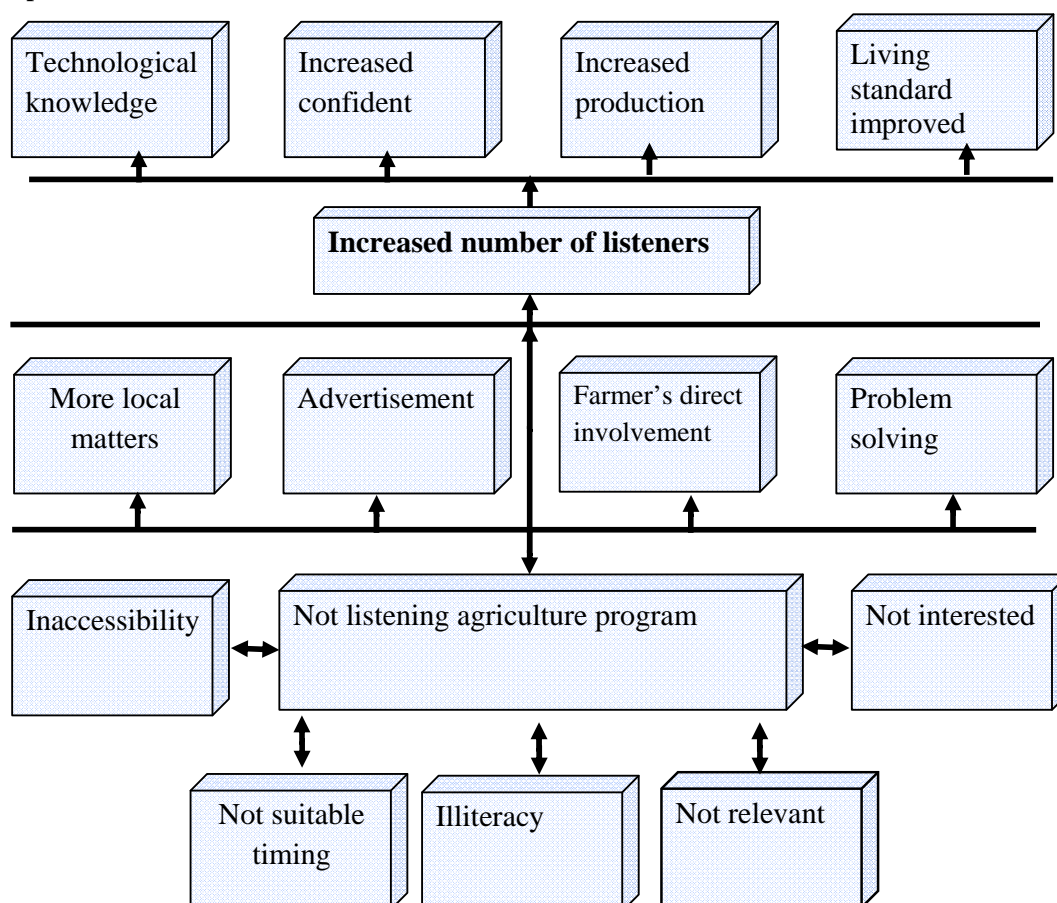 Technological
knowledge
Increased
confident
Increased
production
Living
standard
improved
Increased number of listeners
More local
matters
Advertisement
Farmer's direct
involvement
Problem
solving
Inaccessibility
Not listening agriculture program
Not interested
Not suitable
timing
Illiteracy
Not relevant